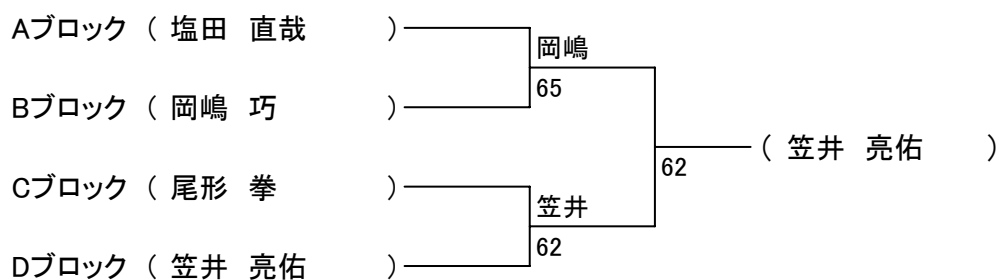 Aブロック （ 塩田　直哉　　　）
岡嶋
65
Bブロック （ 岡嶋　巧　　　　）
62
（ 笠井　亮佑　　　）
Cブロック （ 尾形　拳　　　　）
笠井
62
Dブロック （ 笠井　亮佑　　　）